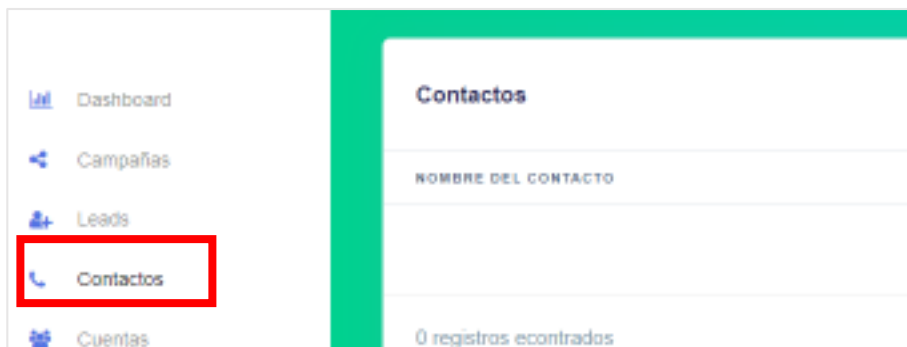 Dashboard
Campañas
Leads
Contactos
Cuentas
Contactos
NOMBRE DEL CONTACTO
0 registros econtrados